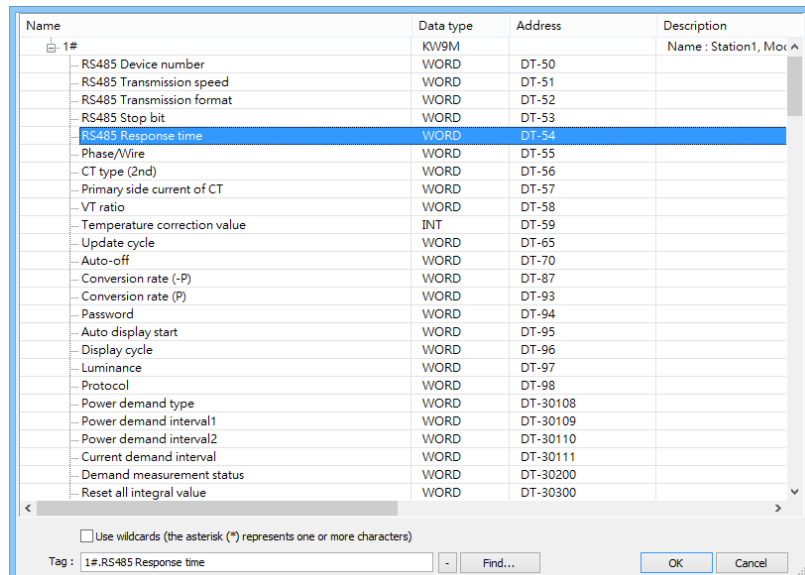 Name Data type Address Description
1# KW9M Name : Station1, Moc
RS485 Device number WORD DT-50
RS485 Transmission speed WORD DT-51
RS485 Transmission format WORD DT-52
RS485 Stop bit WORD DT-53
RS485 Response time WORD DT-54
Phase/Wire WORD DT-55
CT type (2nd) WORD DT-56
Primary side current of CT WORD DT-57
VT ratio WORD DT-58
Temperature correction value INT DT-59
Update cycle WORD DT-65
Auto-off WORD DT-70
Conversion rate (-P) WORD DT-87
Conversion rate (P) WORD DT-93
Password WORD DT-94
Auto display start WORD DT-95
Display cycle WORD DT-96
Luminance WORD DT-97
Protocol WORD DT-98
Power demand type WORD DT-30108
Power demand interval1 WORD DT-30109
Power demand interval2 WORD DT-30110
Current demand interval WORD DT-30111
Demand measurement status WORD DT-30200
Reset all integral value WORD DT-30300
Use wildcards (the asterisk (*) represents one or more characters)
Tag : 1#.RS485 Response time - Find... OK Cancel